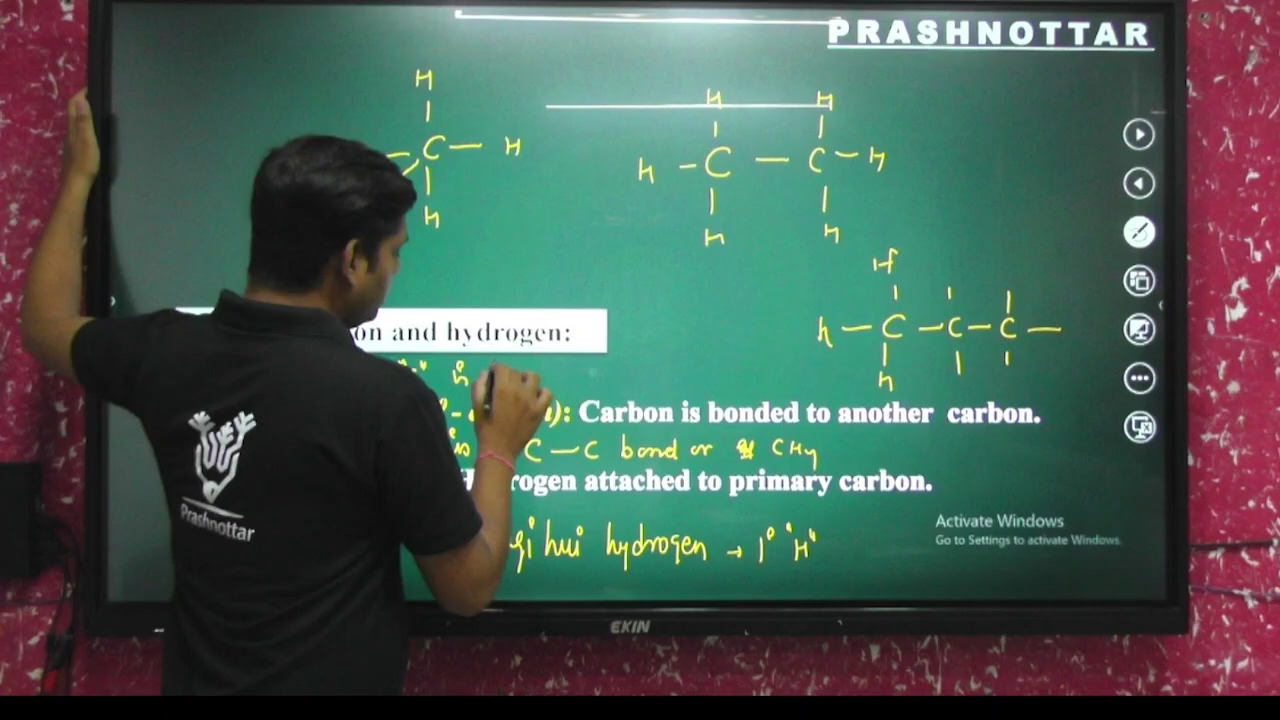 PRASHNOTTAR
H
C — H
H
H H
H – C — C – H
H H
H
h — C – C – C —
h
on and hydrogen:
): Carbon is bonded to another carbon.
C – C bond or CH4
rogen attached to primary carbon.
hui hydrogen → 1° "H"
Activate Windows
Go to Settings to activate Windows.
Prashnottar
EKIN